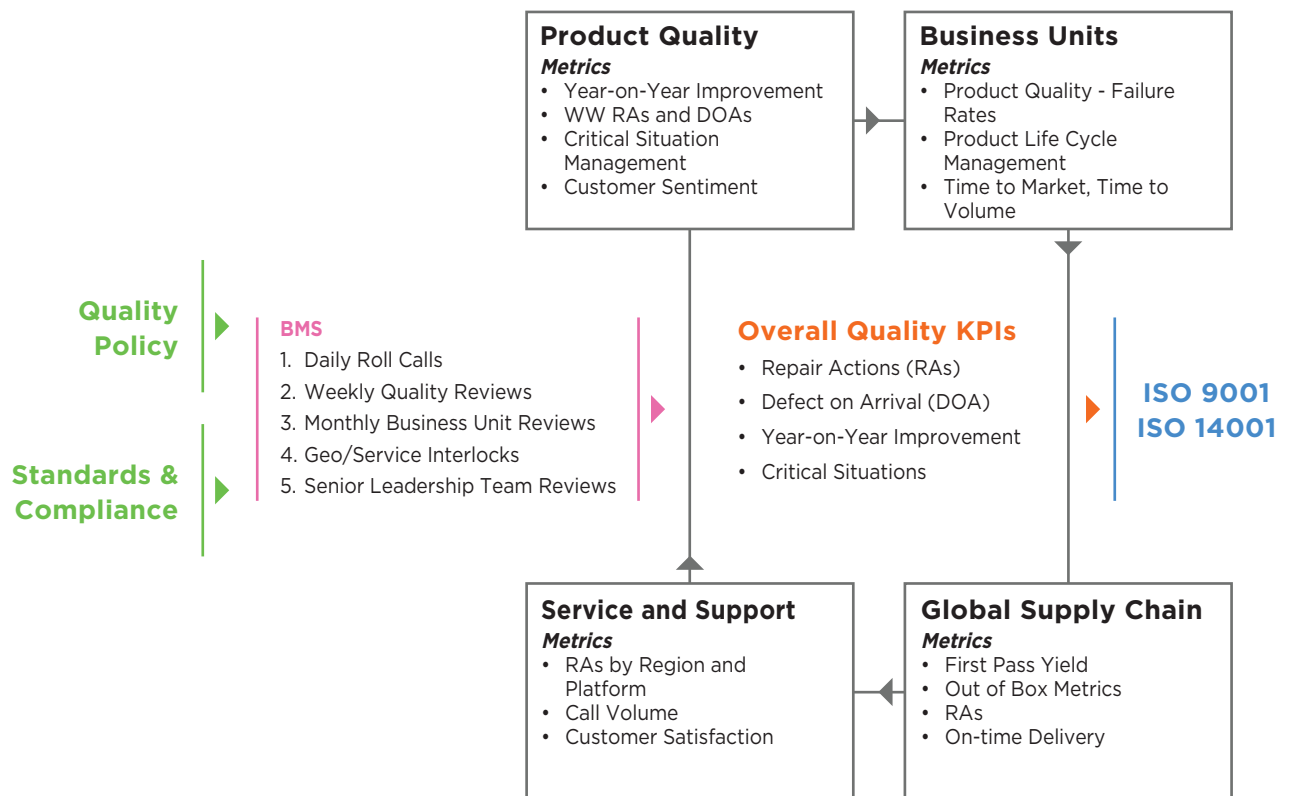 Product Quality
Metrics
• Year-on-Year Improvement
• WW RAs and DOAs
• Critical Situation
Management
• Customer Sentiment
Business Units
Metrics
• Product Quality - Failure
Rates
• Product Life Cycle
Management
• Time to Market, Time to
Volume
Quality
Policy
Standards &
Compliance
BMS
1. Daily Roll Calls
2. Weekly Quality Reviews
3. Monthly Business Unit Reviews
4. Geo/Service Interlocks
5. Senior Leadership Team Reviews
Overall Quality KPIs
• Repair Actions (RAs)
• Defect on Arrival (DOA)
• Year-on-Year Improvement
• Critical Situations
ISO 9001
ISO 14001
Service and Support
Metrics
• RAs by Region and
Platform
• Call Volume
• Customer Satisfaction
Global Supply Chain
Metrics
• First Pass Yield
• Out of Box Metrics
• RAs
• On-time Delivery